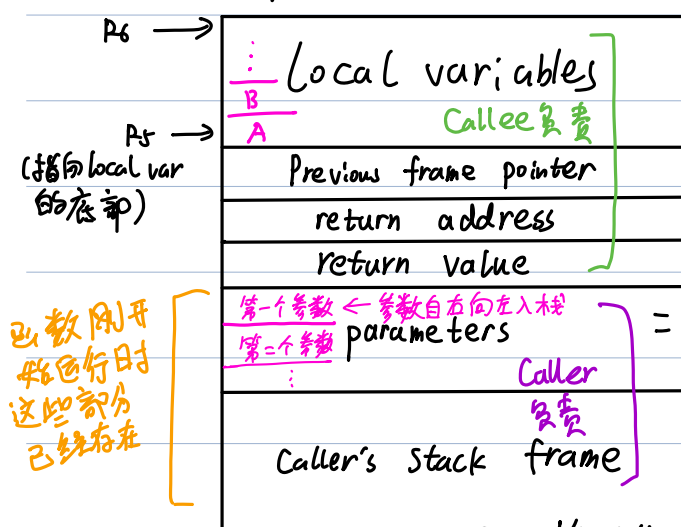 R6
⋮
local variables
B
Callee负责
R5
A
(指向local var
的底部)
Previous frame pointer
return address
return value
第一个参数 ← 参数自右向左入栈
第二个参数
parameters
⋮
函数刚开
始运行时
这些部分
已经存在
Caller
负责
Caller's stack frame
=